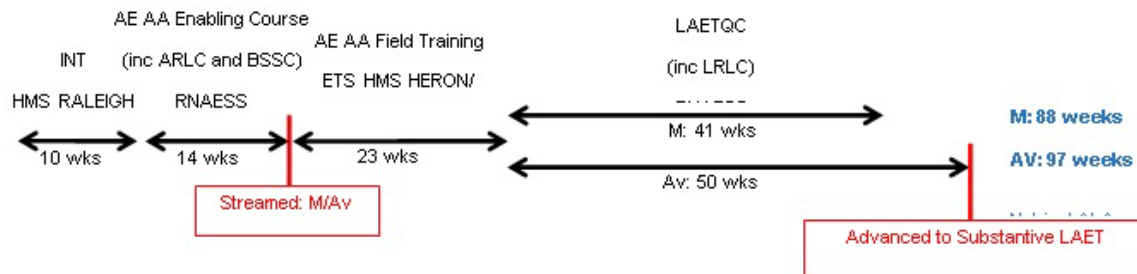 INT
HMS RALEIGH
10 wks
AE AA Enabling Course
(inc ARLC and BSSC)
RNAESS
14 wks
Streamed: M/Av
AE AA Field Training
ETS HMS HERON/
23 wks
LAETQC
(inc LRLC)
M: 41 wks
Av: 50 wks
M: 88 weeks
AV: 97 weeks
Advanced to Substantive LAET